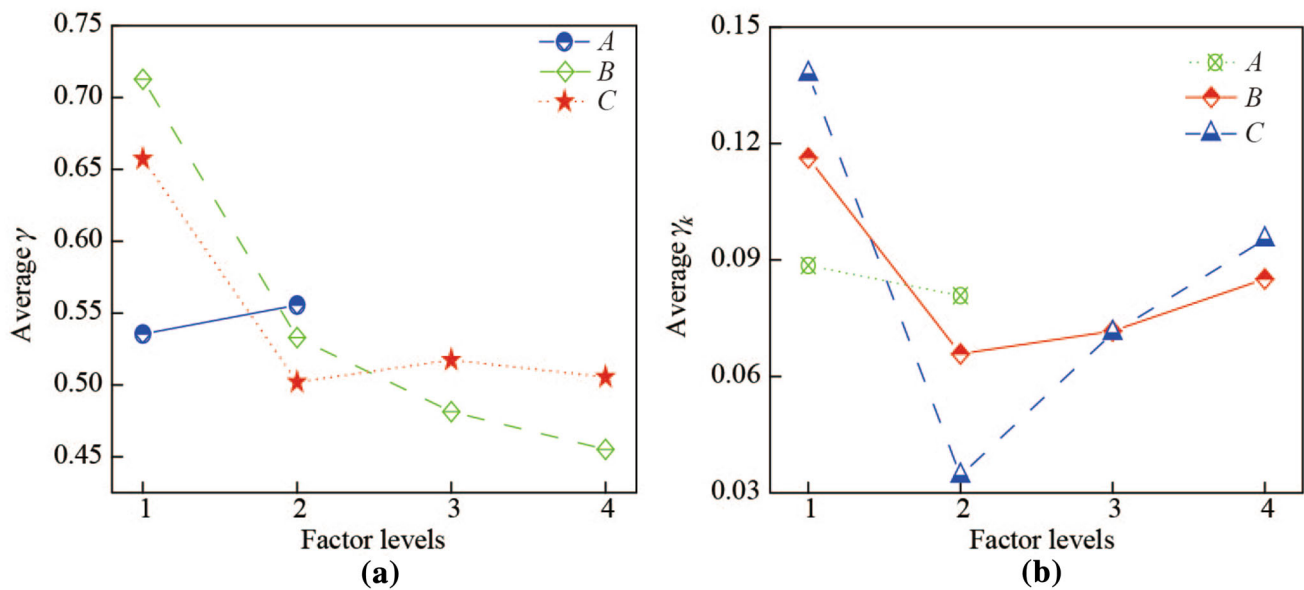 0.75
0.70
0.65
0.60
0.55
0.50
0.45
Average γ
A
B
C
1 2 3 4
Factor levels
(a)
0.15
0.12
0.09
0.06
0.03
Average γk
A
B
C
1 2 3 4
Factor levels
(b)